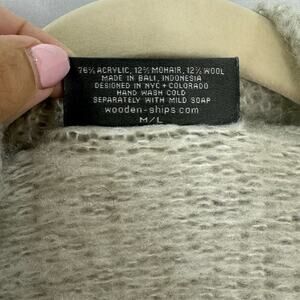 76% ACRYLIC, 12% MOHAIR, 12% WOOL
MADE IN BALI, INDONESIA
DESIGNED IN NYC + COLORADO
HAND WASH COLD
SEPARATELY WITH MILD SOAP
wooden-ships.com
M/L